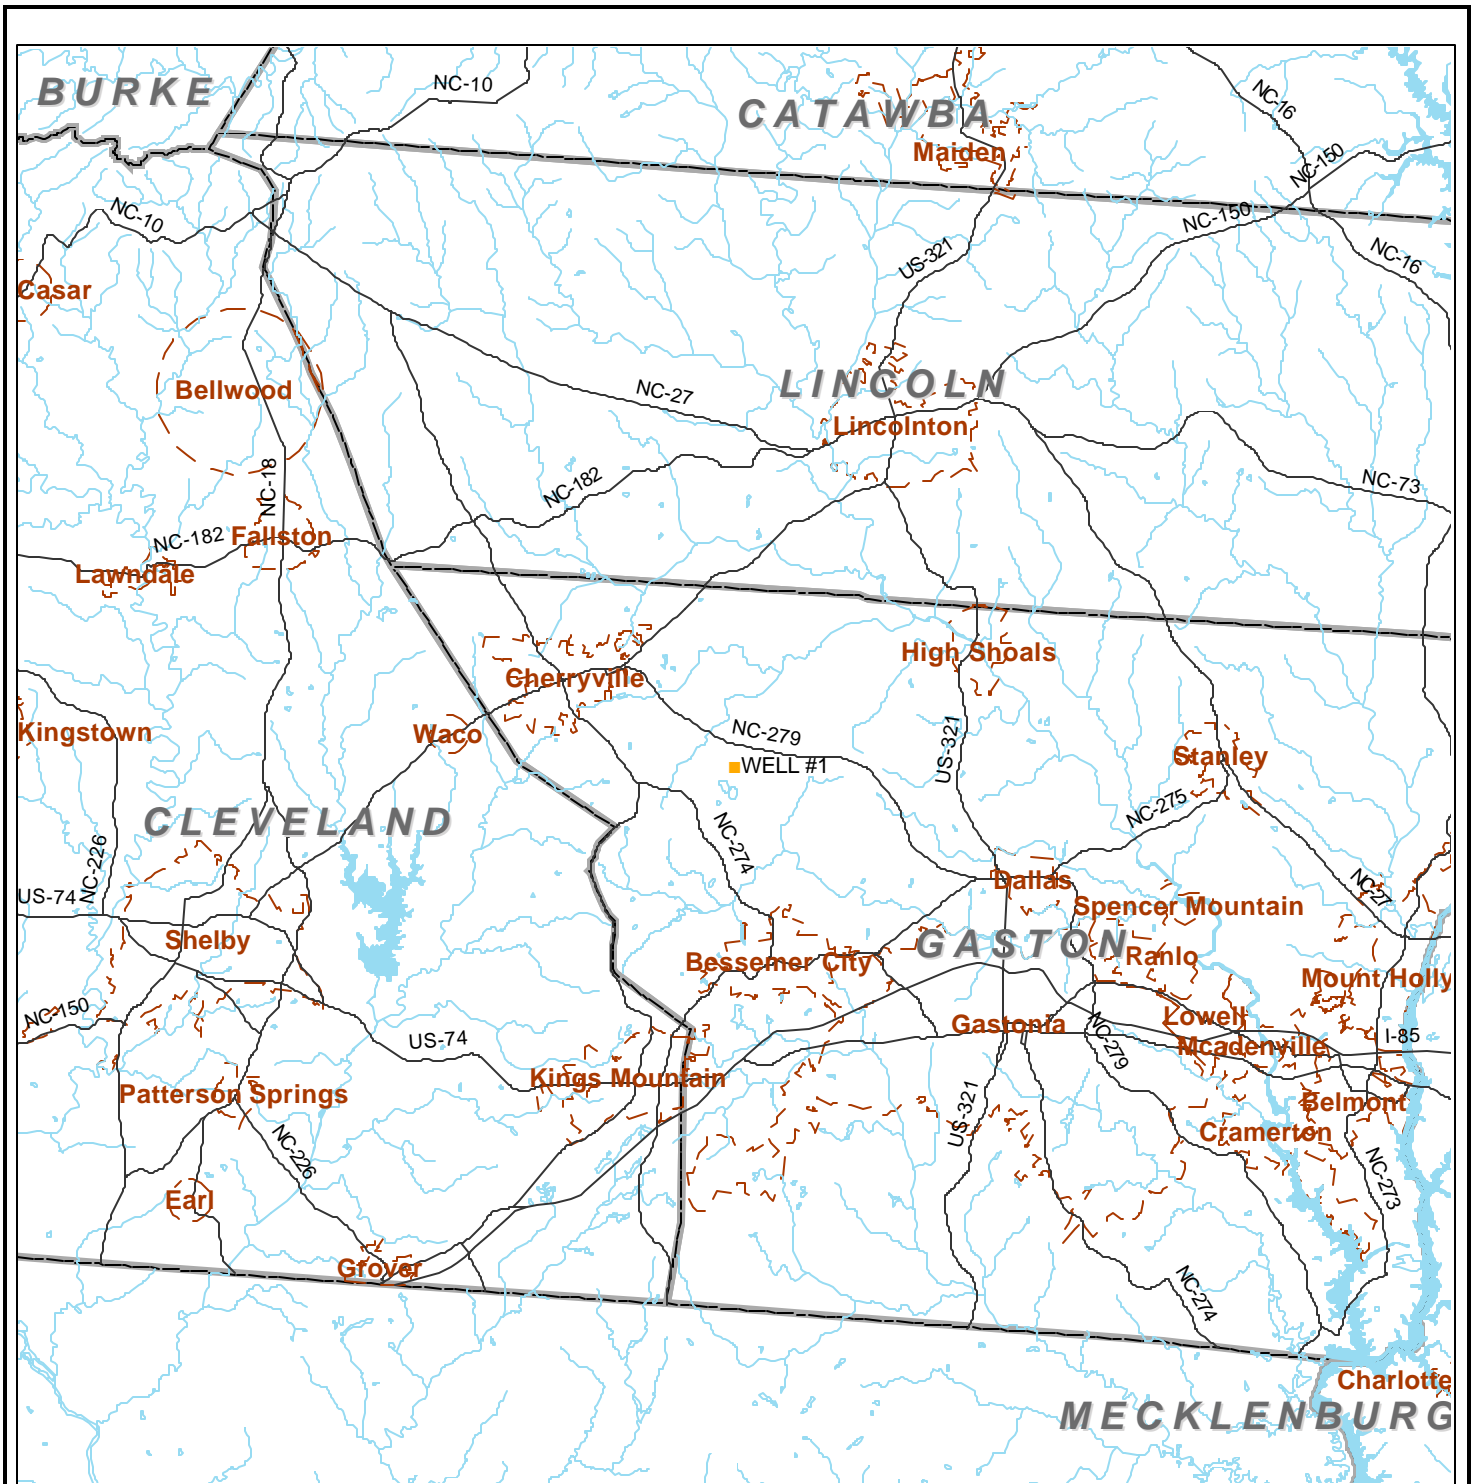 BURKE
NC-10
CATAWBA
NC-16
Maiden
NC-150
NC-10
NC-150
US-321
NC-16
Casar
Bellwood
NC-27
LINCOLN
Lincolnton
NC-18
NC-182
NC-73
NC-182
Fallston
Lawndale
High Shoals
Cherryville
Kingstown
Waco
NC-279
US-321
Stanley
WELL #1
CLEVELAND
NC-275
NC-274
NC-226
US-74
Dallas
NC-27
Spencer Mountain
Shelby
GASTON
Bessemer City
Ranlo
Mount Holly
NC-150
Lowell
Gastonia
US-74
NC-279
I-85
Mcadenville
Kings Mountain
Patterson Springs
Belmont
US-321
Cramerton
NC-226
NC-273
Earl
Grover
NC-274
Charlotte
MECKLENBURG